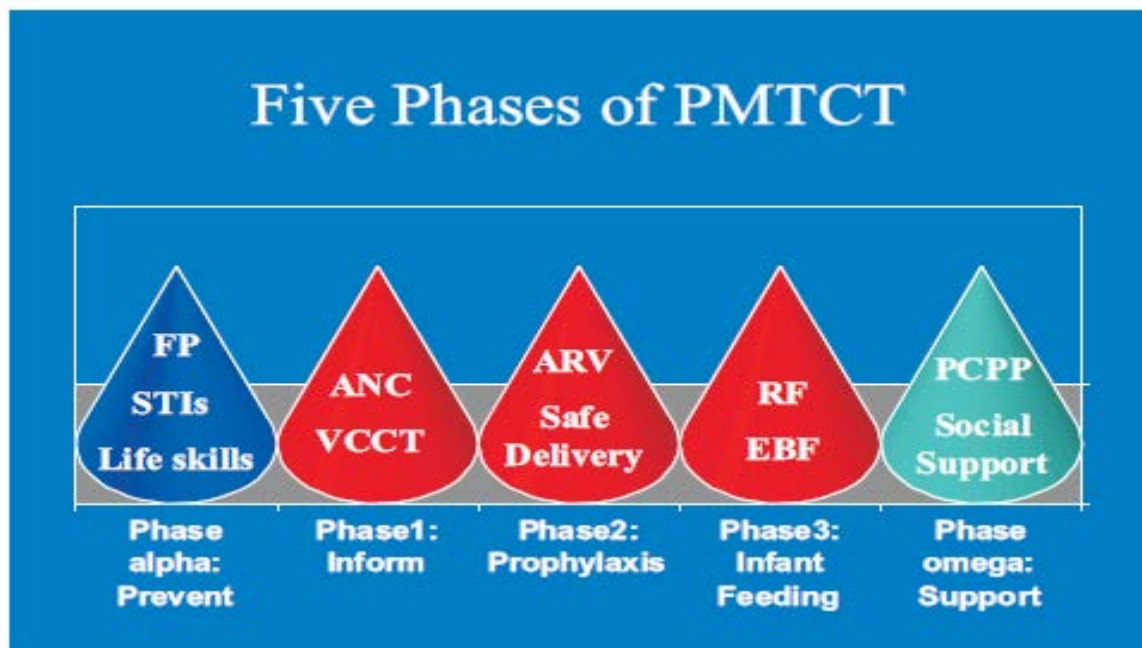 Five Phases of PMTCT
FP
STIs
Life skills
ANC
VCCT
ARV
Safe
Delivery
RF
EBF
PCPP
Social
Support
Phase
alpha:
Prevent
Phase1:
Inform
Phase2:
Prophylaxis
Phase3:
Infant
Feeding
Phase
omega:
Support